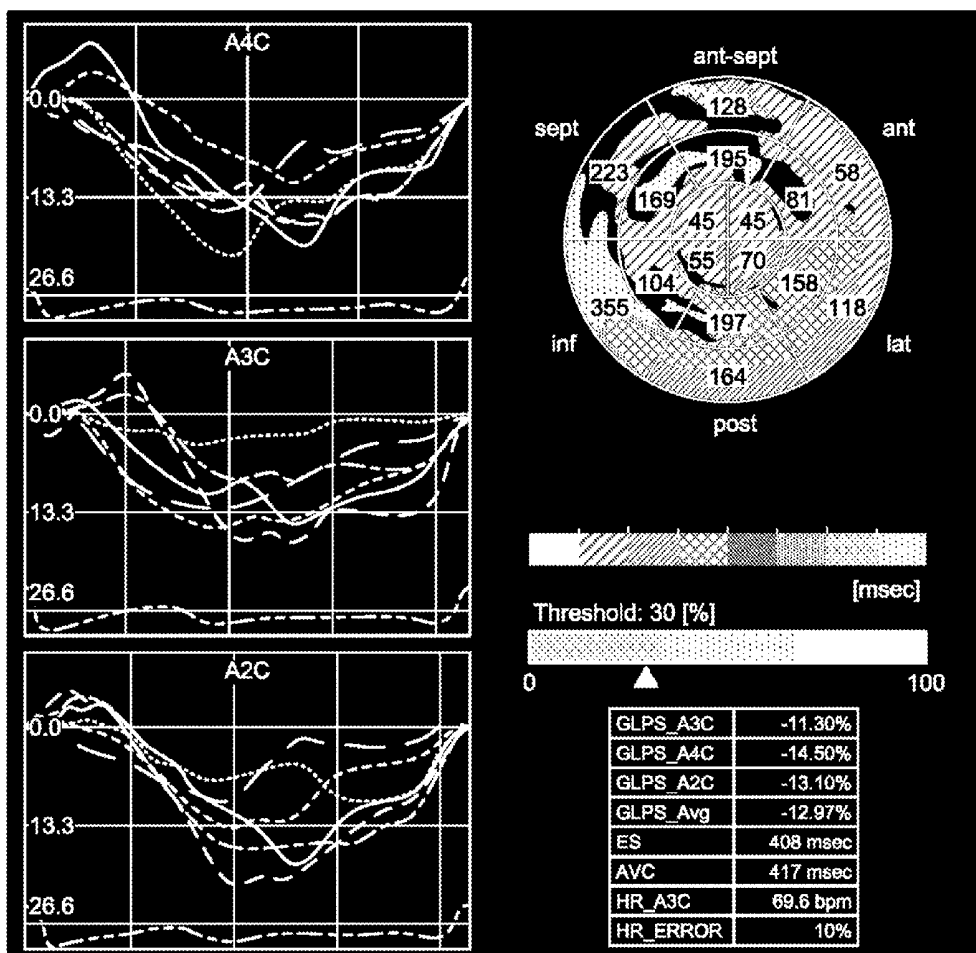 A4C
0.0
13.3
26.6
A3C
0.0
13.3
26.6
A2C
0.0
13.3
26.6
ant-sept
sept
ant
128
223
195
58
169
81
45
45
55
70
104
158
355
197
118
164
inf
lat
post
[msec]
Threshold: 30 [%]
0
100
GLPS_A3C -11.30%
GLPS_A4C -14.50%
GLPS_A2C -13.10%
GLPS_Avg -12.97%
ES 408 msec
AVC 417 msec
HR_A3C 69.6 bpm
HR_ERROR 10%